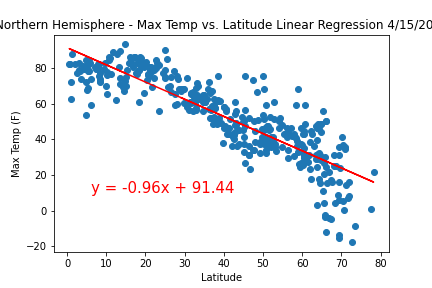 Northern Hemisphere - Max Temp vs. Latitude Linear Regression 4/15/20
80
60
40
20
0
−20
Max Temp (F)
y = -0.96x + 91.44
0 10 20 30 40 50 60 70 80
Latitude